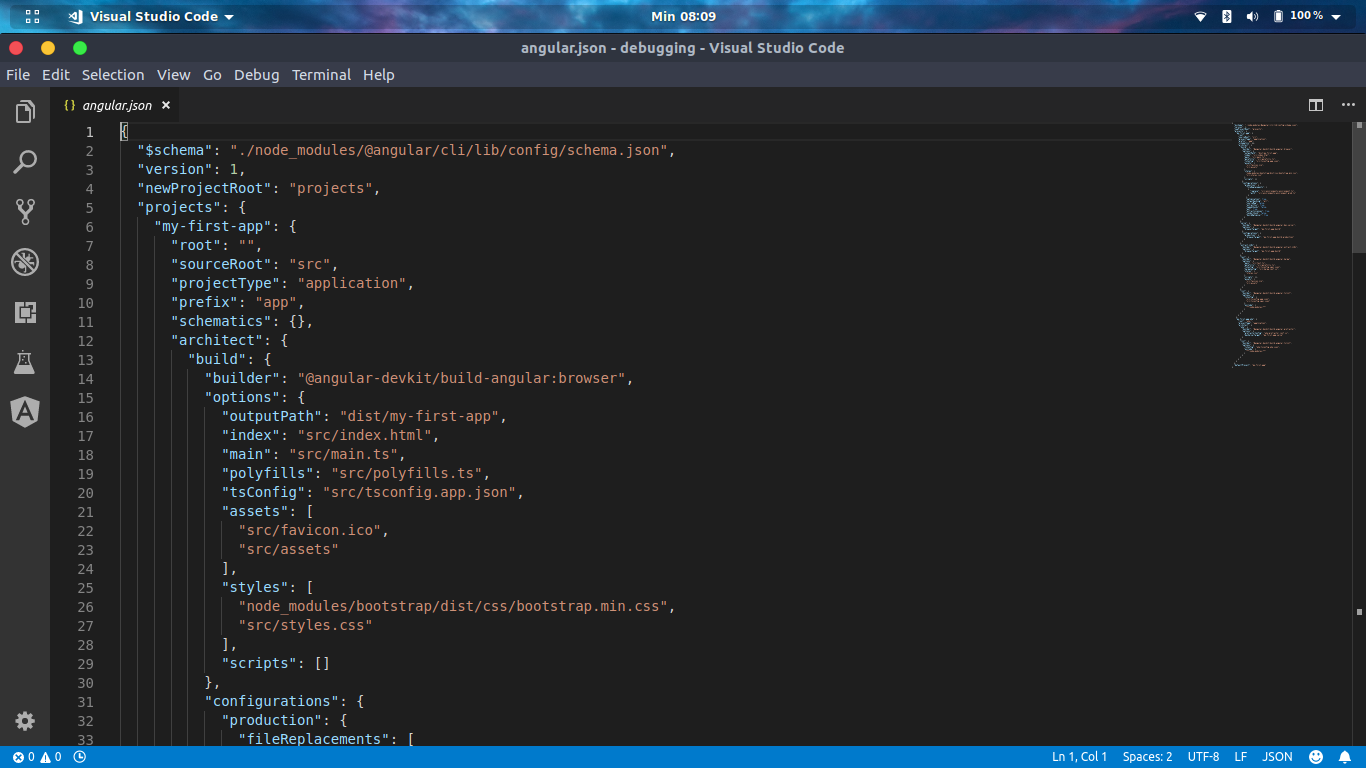 Visual Studio Code
Min 08:09
100 %
angular.json - debugging - Visual Studio Code
File Edit Selection View Go Debug Terminal Help
{ } angular.json ×
1 {
2 "$schema": "./node_modules/@angular/cli/lib/config/schema.json",
3 "version": 1,
4 "newProjectRoot": "projects",
5 "projects": {
6 "my-first-app": {
7 "root": "",
8 "sourceRoot": "src",
9 "projectType": "application",
10 "prefix": "app",
11 "schematics": {},
12 "architect": {
13 "build": {
14 "builder": "@angular-devkit/build-angular:browser",
15 "options": {
16 "outputPath": "dist/my-first-app",
17 "index": "src/index.html",
18 "main": "src/main.ts",
19 "polyfills": "src/polyfills.ts",
20 "tsConfig": "src/tsconfig.app.json",
21 "assets": [
22 "src/favicon.ico",
23 "src/assets"
24 ],
25 "styles": [
26 "node_modules/bootstrap/dist/css/bootstrap.min.css",
27 "src/styles.css"
28 ],
29 "scripts": []
30 },
31 "configurations": {
32 "production": {
33 "fileReplacements": [
0 0 Ln 1, Col 1 Spaces: 2 UTF-8 LF JSON